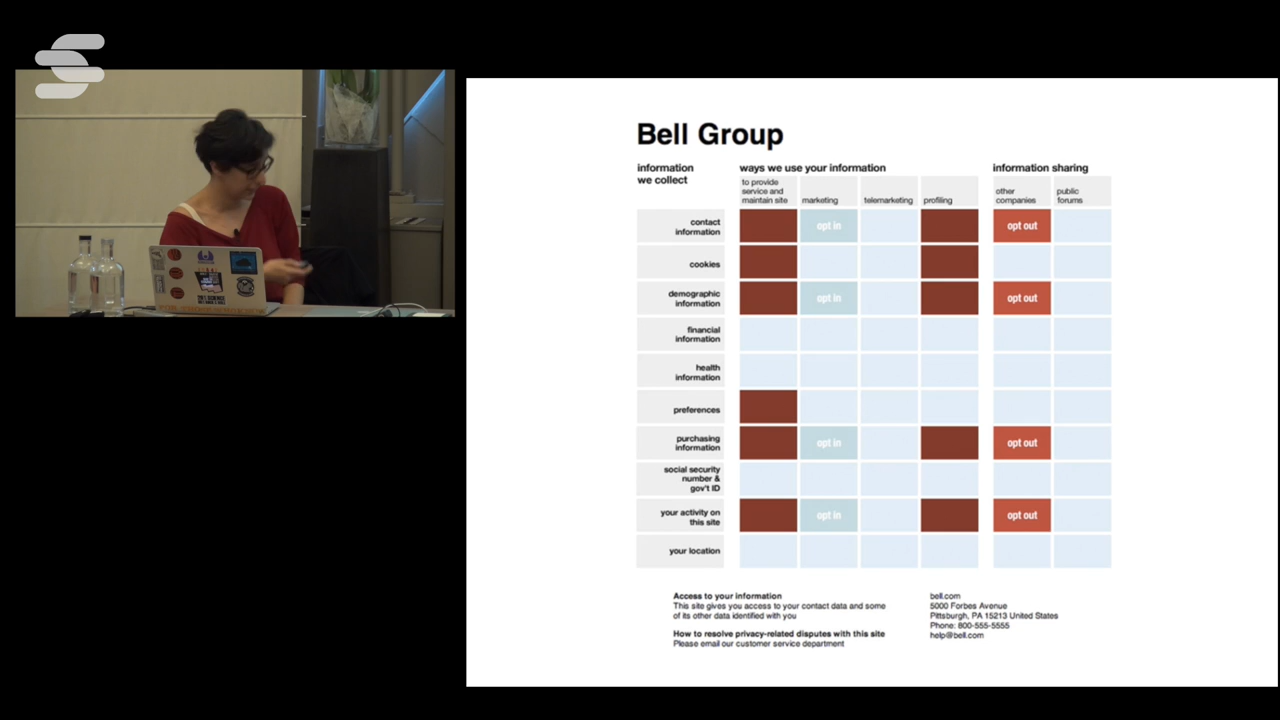 Bell Group
information
we collect
ways we use your information
information sharing
to provide
service and
maintain site
marketing
telemarketing
profiling
other
companies
public
forums
contact
information
opt in
opt out
cookies
demographic
information
opt in
opt out
financial
information
health
information
preferences
purchasing
information
opt in
opt out
social security
number &
gov't ID
your activity on
this site
opt in
opt out
your location
Access to your information
This site gives you access to your contact data and some
of its other data identified with you
How to resolve privacy-related disputes with this site
Please email our customer service department
bell.com
5000 Forbes Avenue
Pittsburgh, PA 15213 United States
Phone: 800-555-5555
help@bell.com